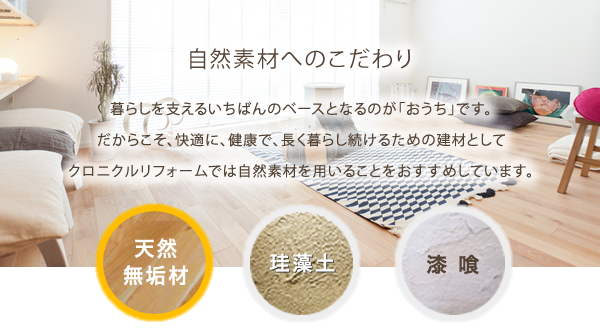 自然素材へのこだわり
暮らしを支えるいちばんのベースとなるのが「おうち」です。
だからこそ、快適に、健康で、長く暮らし続けるための建材として
クロニクルリフォームでは自然素材を用いることをおすすめしています。
天然
無垢材
珪藻土
漆喰